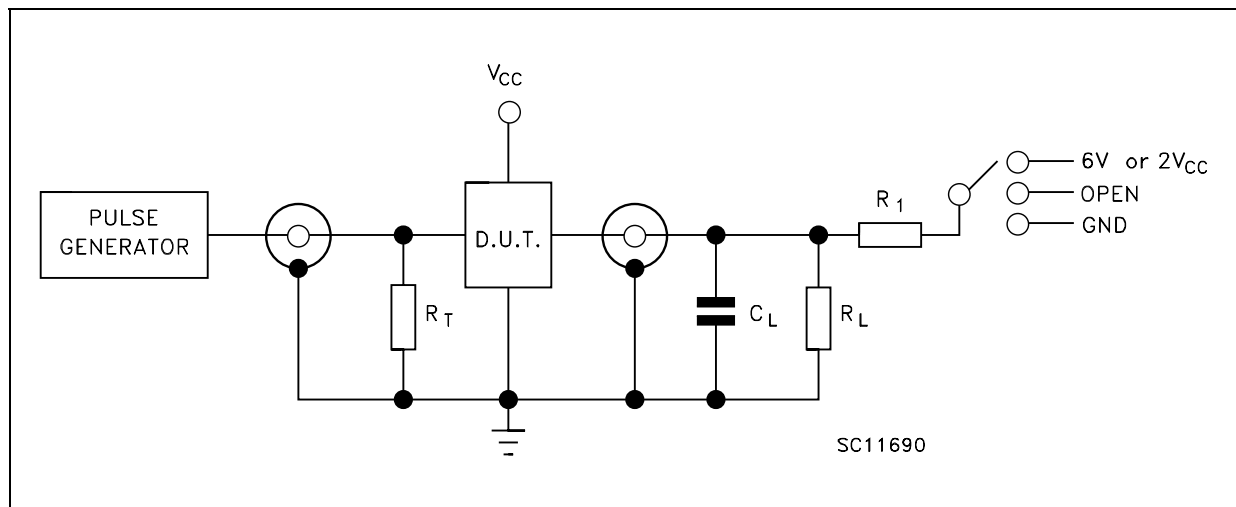 V_CC
6V or 2V_CC
OPEN
GND
R_1
PULSE
GENERATOR
D.U.T.
R_T
C_L
R_L
SC11690